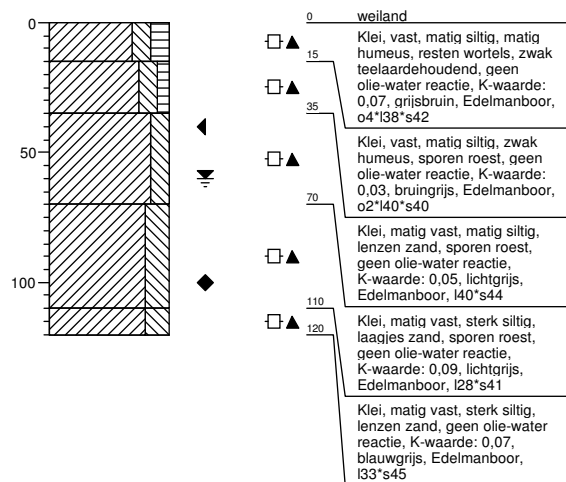 0
50
100
0 weiland
Klei, vast, matig siltig, matig
humeus, resten wortels, zwak
teelaardehoudend, geen
olie-water reactie, K-waarde:
0,07, grijsbruin, Edelmanboor,
o4*l38*s42
15
Klei, vast, matig siltig, zwak
humeus, sporen roest, geen
olie-water reactie, K-waarde:
0,03, bruingrijs, Edelmanboor,
o2*l40*s40
35
Klei, matig vast, matig siltig,
lenzen zand, sporen roest,
geen olie-water reactie,
K-waarde: 0,05, lichtgrijs,
Edelmanboor, l40*s44
70
Klei, matig vast, sterk siltig,
laagjes zand, sporen roest,
geen olie-water reactie,
K-waarde: 0,09, lichtgrijs,
Edelmanboor, l28*s41
110
Klei, matig vast, sterk siltig,
lenzen zand, geen olie-water
reactie, K-waarde: 0,07,
blauwgrijs, Edelmanboor,
l33*s45
120